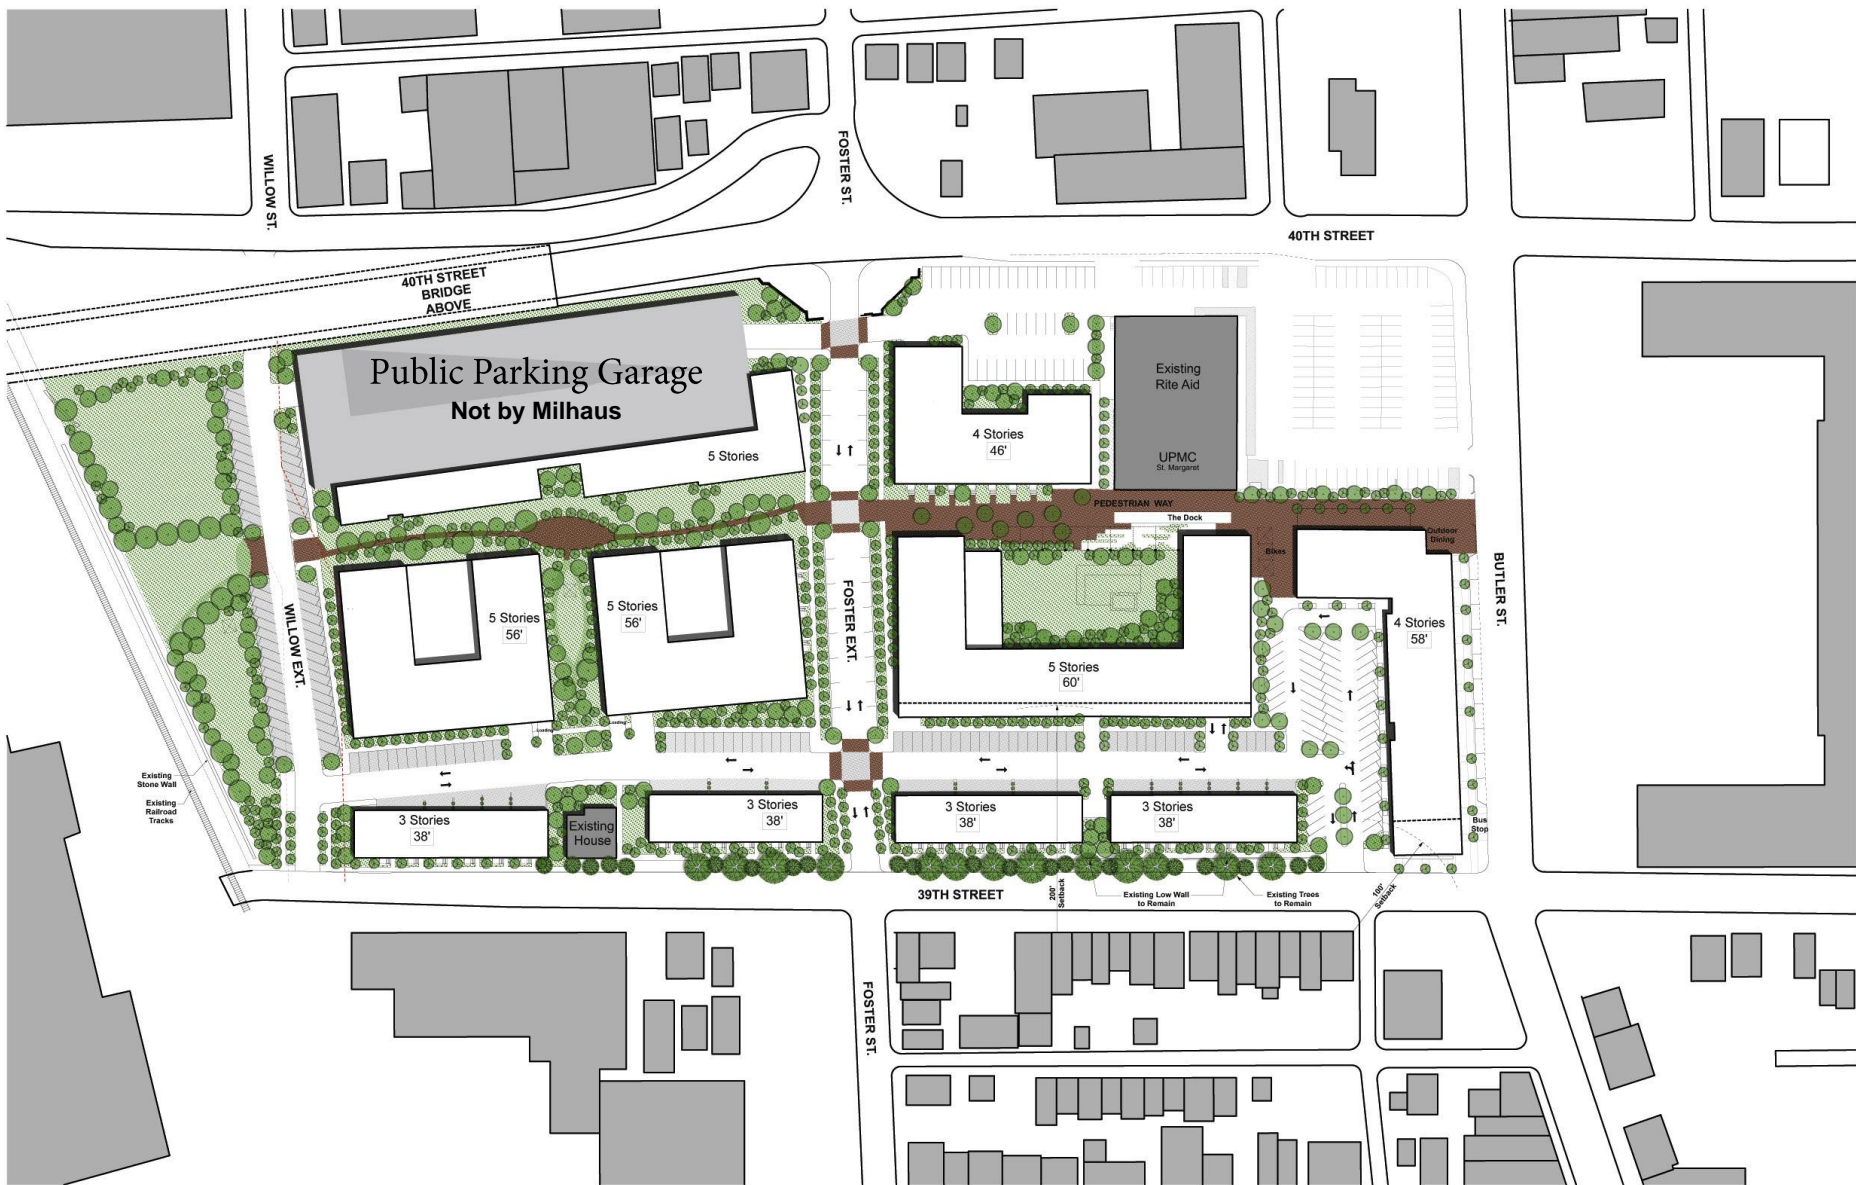 WILLOW ST.
FOSTER ST.
40TH STREET
40TH STREET
BRIDGE
ABOVE
Public Parking Garage
Not by Milhaus
5 Stories
4 Stories
46'
Existing
Rite Aid
UPMC
St. Margaret
PEDESTRIAN WAY
The Dock
Outdoor
Dining
Bikes
BUTLER ST.
WILLOW EXT.
5 Stories
56'
5 Stories
56'
FOSTER EXT.
5 Stories
60'
4 Stories
58'
Loading
Loading
Existing
Stone Wall
Existing
Railroad
Tracks
3 Stories
38'
Existing
House
3 Stories
38'
3 Stories
38'
3 Stories
38'
Bus
Stop
39TH STREET
200'
Setback
Existing Low Wall
to Remain
Existing Trees
to Remain
100'
Setback
FOSTER ST.